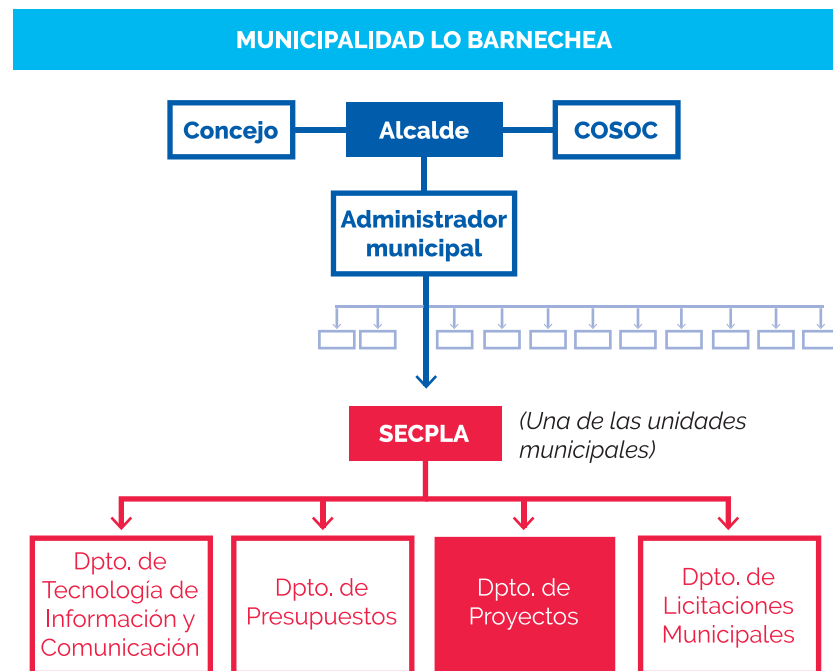 MUNICIPALIDAD LO BARNECHEA
Concejo
Alcalde
COSOC
Administrador
municipal
SECPLA
(Una de las unidades
municipales)
Dpto. de
Tecnología de
Información y
Comunicación
Dpto. de
Presupuestos
Dpto. de
Proyectos
Dpto. de
Licitaciones
Municipales